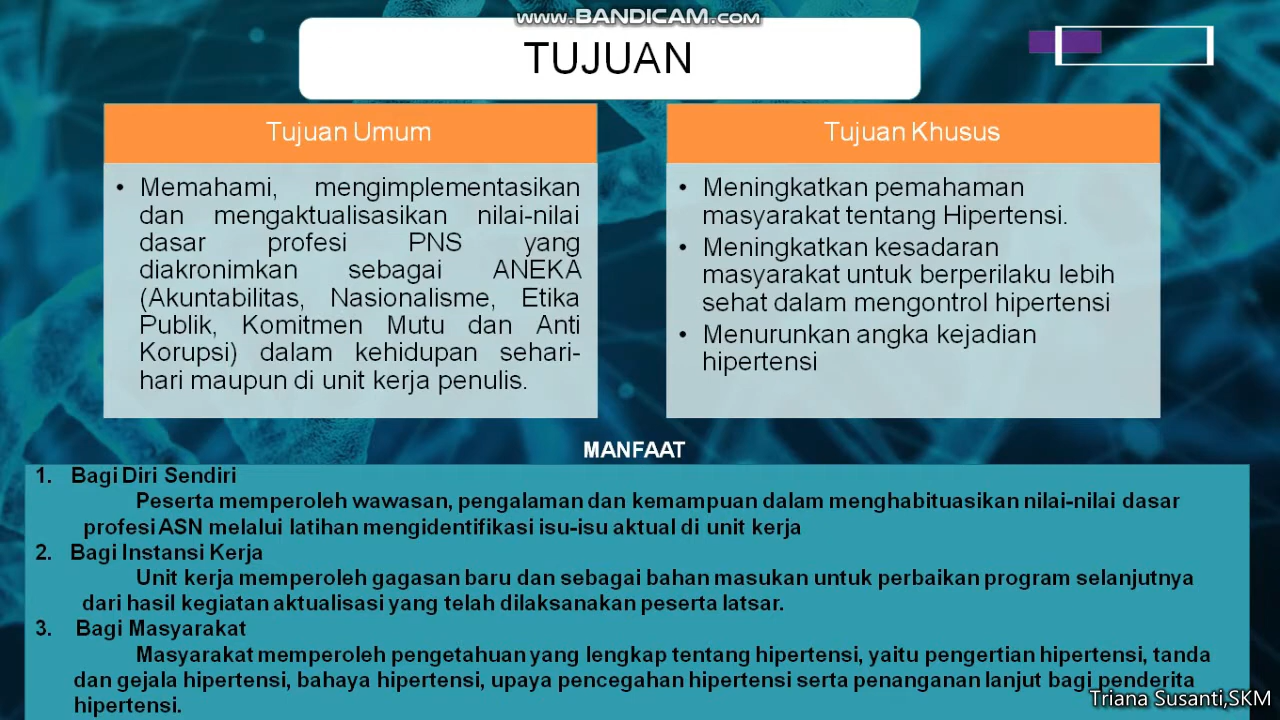 www.BANDICAM.com
TUJUAN
Tujuan Umum
• Memahami, mengimplementasikan
dan mengaktualisasikan nilai-nilai
dasar profesi PNS yang
diakronimkan sebagai ANEKA
(Akuntabilitas, Nasionalisme, Etika
Publik, Komitmen Mutu dan Anti
Korupsi) dalam kehidupan sehari-
hari maupun di unit kerja penulis.
Tujuan Khusus
• Meningkatkan pemahaman
masyarakat tentang Hipertensi.
• Meningkatkan kesadaran
masyarakat untuk berperilaku lebih
sehat dalam mengontrol hipertensi
• Menurunkan angka kejadian
hipertensi
MANFAAT
1. Bagi Diri Sendiri
Peserta memperoleh wawasan, pengalaman dan kemampuan dalam menghabituasikan nilai-nilai dasar
profesi ASN melalui latihan mengidentifikasi isu-isu aktual di unit kerja
2. Bagi Instansi Kerja
Unit kerja memperoleh gagasan baru dan sebagai bahan masukan untuk perbaikan program selanjutnya
dari hasil kegiatan aktualisasi yang telah dilaksanakan peserta latsar.
3. Bagi Masyarakat
Masyarakat memperoleh pengetahuan yang lengkap tentang hipertensi, yaitu pengertian hipertensi, tanda
dan gejala hipertensi, bahaya hipertensi, upaya pencegahan hipertensi serta penanganan lanjut bagi penderita
hipertensi.
Triana Susanti,SKM